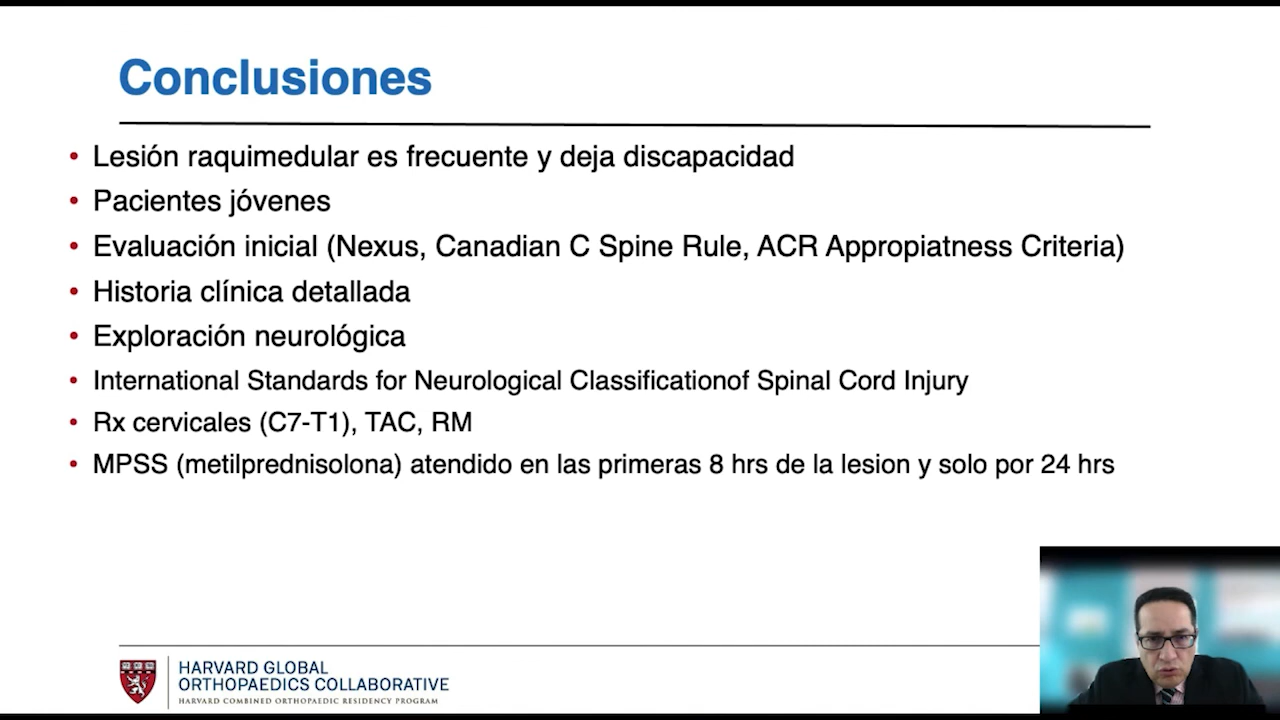 Conclusiones
• Lesión raquimedular es frecuente y deja discapacidad
• Pacientes jóvenes
• Evaluación inicial (Nexus, Canadian C Spine Rule, ACR Appropiatness Criteria)
• Historia clínica detallada
• Exploración neurológica
• International Standards for Neurological Classificationof Spinal Cord Injury
• Rx cervicales (C7-T1), TAC, RM
• MPSS (metilprednisolona) atendido en las primeras 8 hrs de la lesion y solo por 24 hrs
HARVARD GLOBAL
ORTHOPAEDICS COLLABORATIVE
HARVARD COMBINED ORTHOPAEDIC RESIDENCY PROGRAM